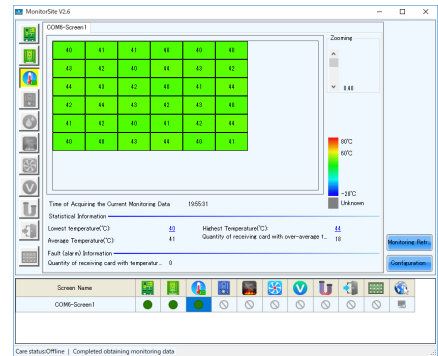 MonitorSite V2.6
COM6-Screen1
Zooming
40 41 41 40 40 40
43 42 40 44 43 42
44 43 42 40 41 44
42 44 43 42 43 40
41 42 40 41 42 44
40 40 43 44 40 41
0.40
80°C
60°C
-20°C
Unknown
Time of Acquiring the Current Monitoring Data 19:55:31
Statistical Information
Lowest temperature(°C): 40 Highest Temperature(°C): 44
Average Temperature(°C): 41 Quantity of receiving card with over-average t... 18
Fault (alarm) Information
Quantity of receiving card with temperatur... 0
Monitoring Refr...
Configuration
Screen Name
COM6-Screen1
Care status:Offline | Completed obtaining monitoring data